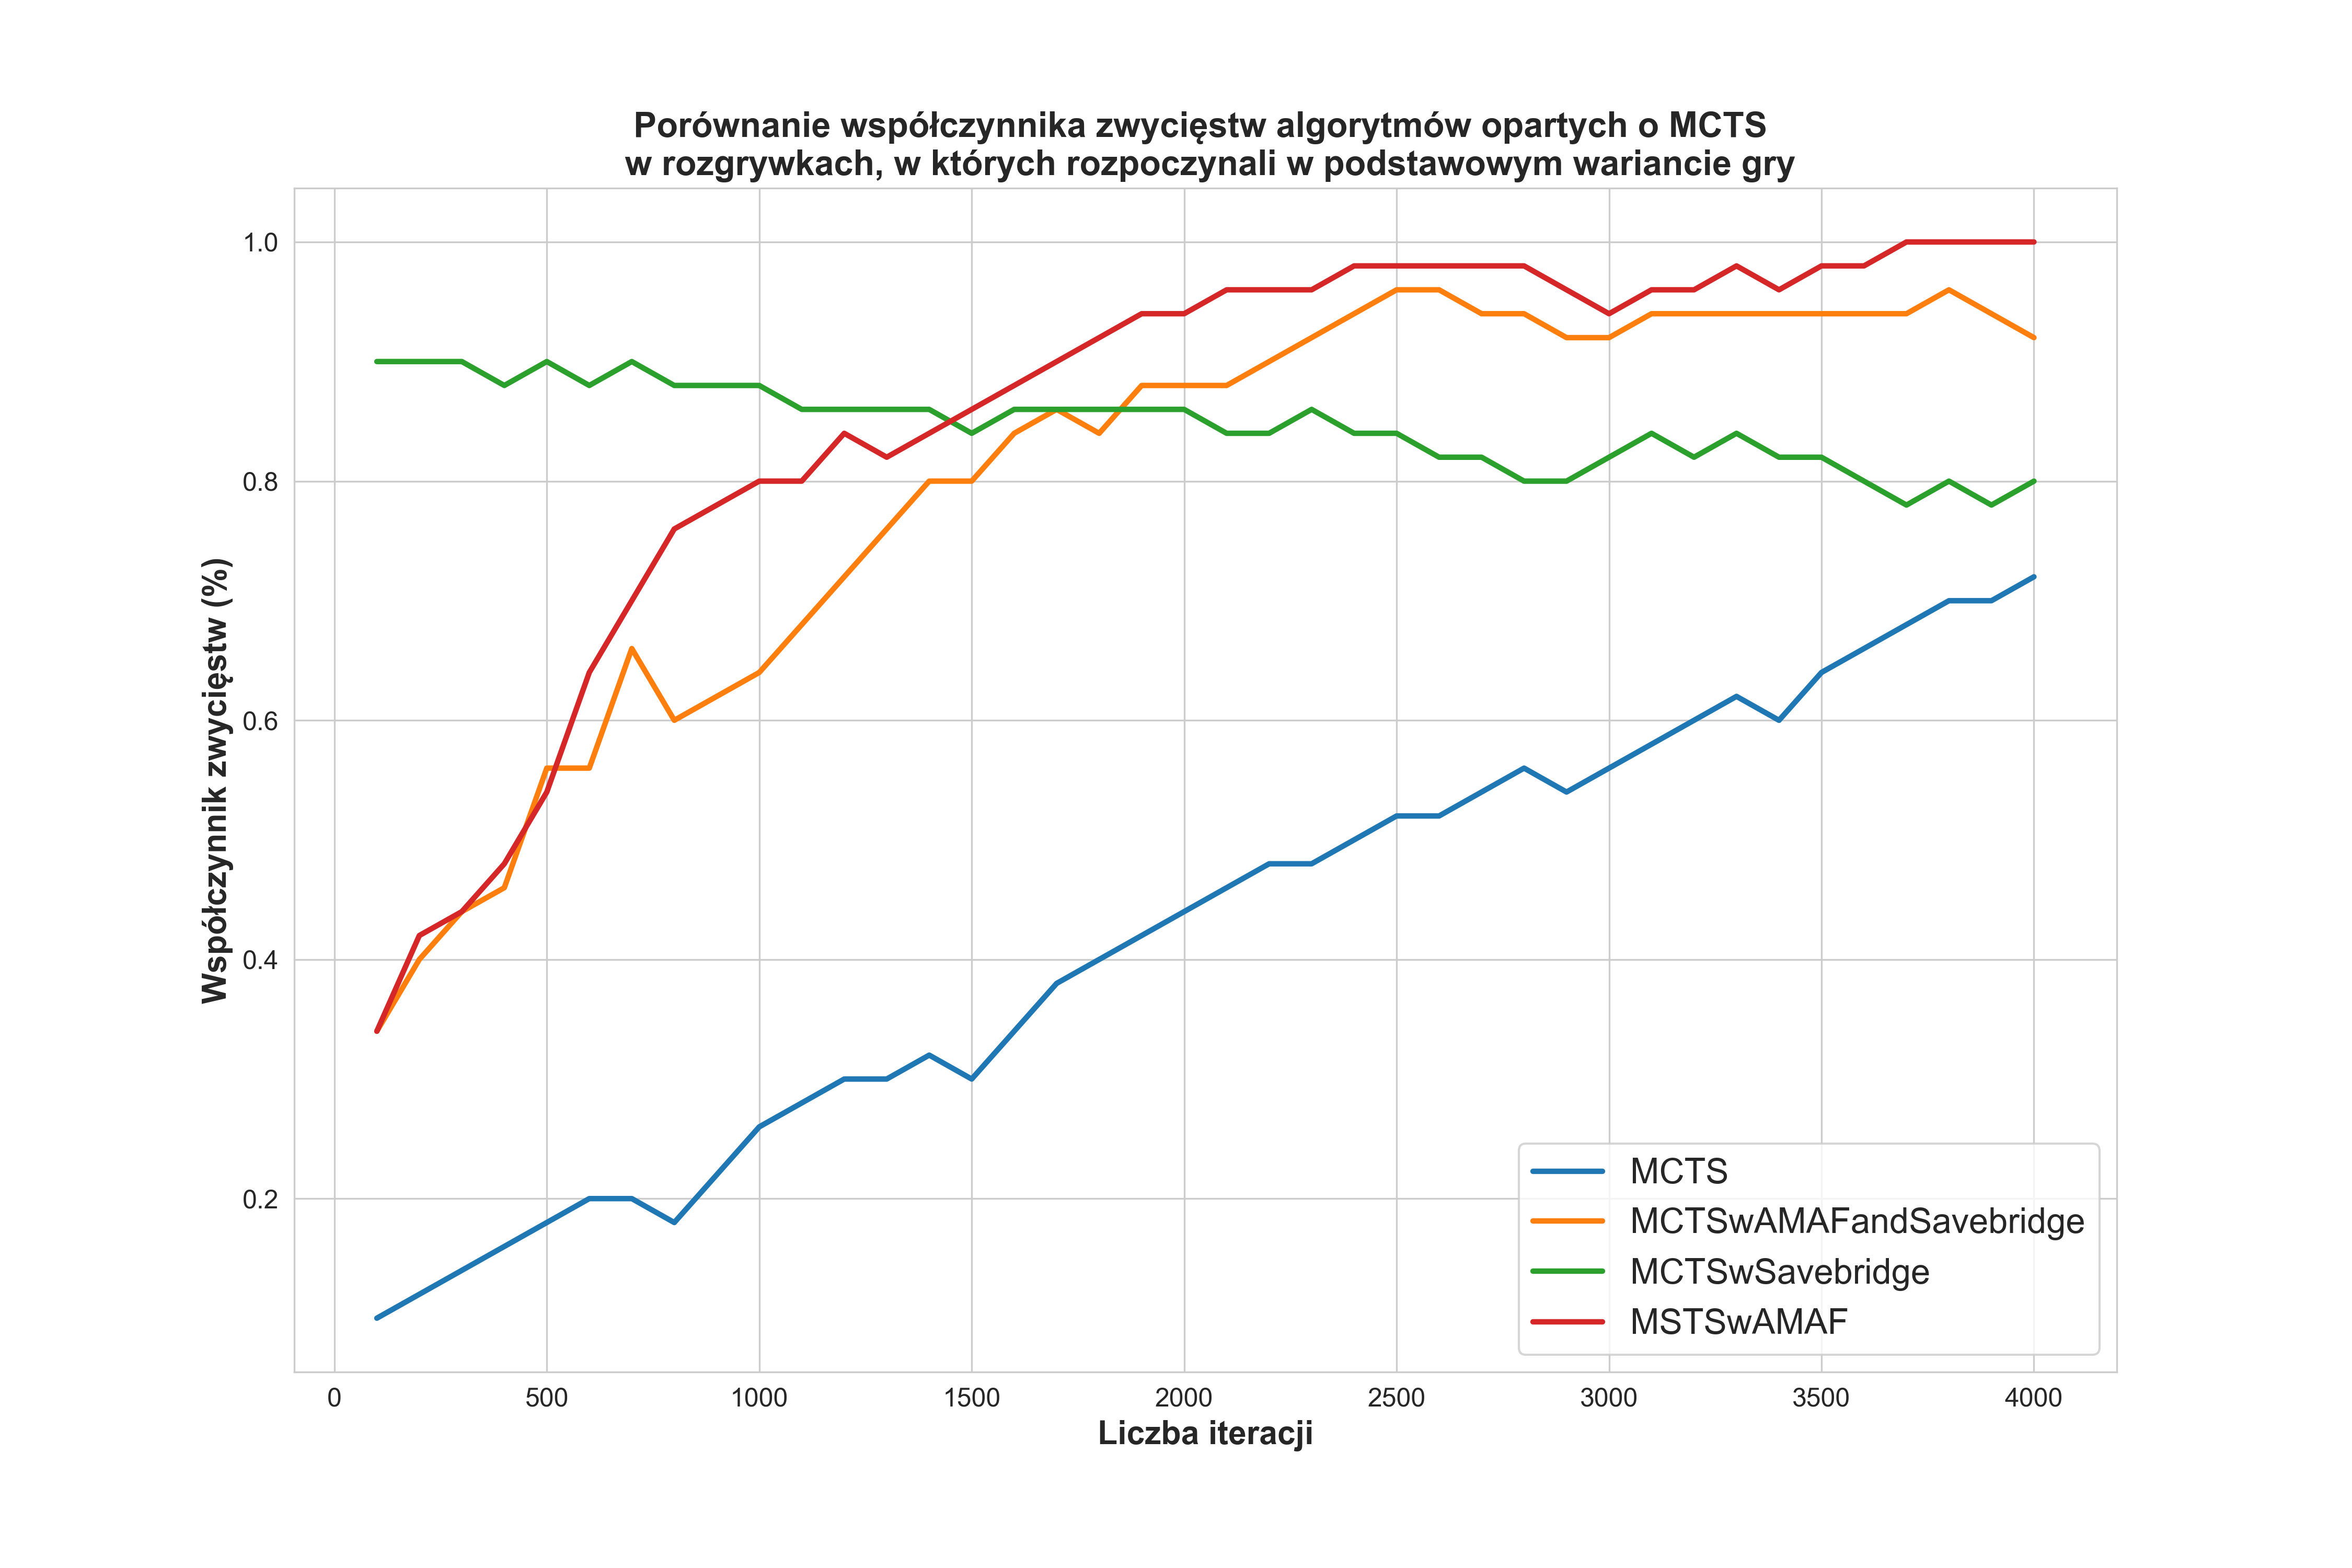 Porównanie współczynnika zwycięstw algorytmów opartych o MCTS
w rozgrywkach, w których rozpoczynali w podstawowym wariancie gry
1.0
0.8
0.6
0.4
0.2
Współczynnik zwycięstw (%)
0 500 1000 1500 2000 2500 3000 3500 4000
Liczba iteracji
MCTS
MCTSwAMAFandSavebridge
MCTSwSavebridge
MSTSwAMAF